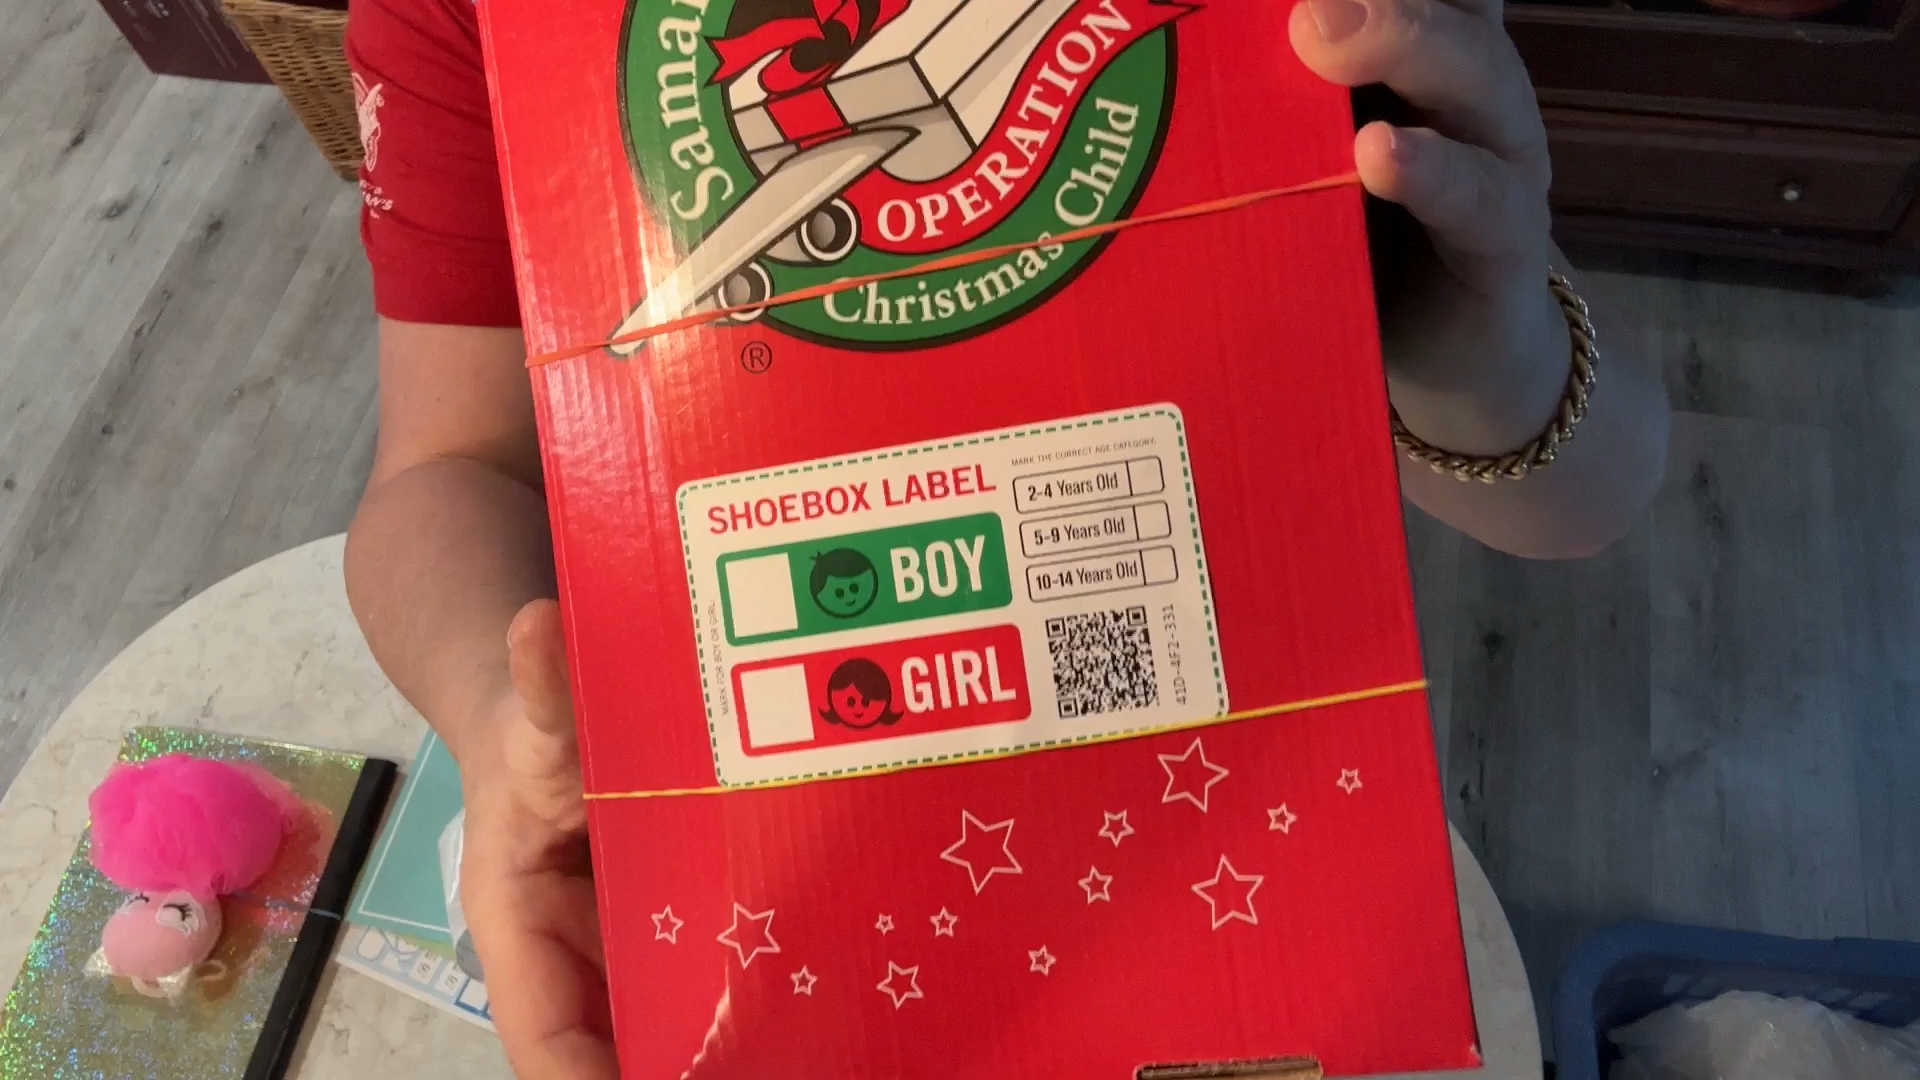 Samar
OPERATION
Christmas Child
®
SHOEBOX LABEL
MARK THE CORRECT AGE CATEGORY:
2-4 Years Old
5-9 Years Old
10-14 Years Old
MARK FOR BOY OR GIRL
BOY
GIRL
41D-4F2-331